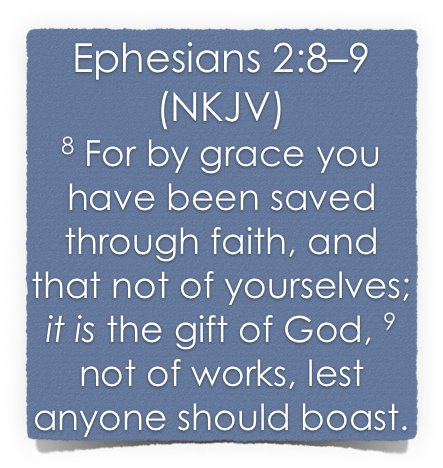 Ephesians 2:8–9
(NKJV)
⁸ For by grace you
have been saved
through faith, and
that not of yourselves;
it is the gift of God, ⁹
not of works, lest
anyone should boast.